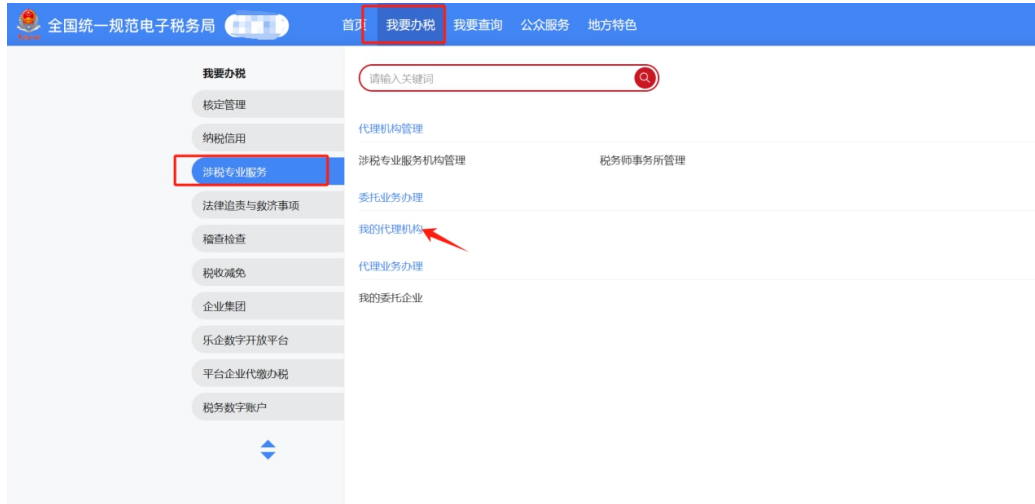 全国统一规范电子税务局
首页 我要办税 我要查询 公众服务 地方特色
我要办税
核定管理
纳税信用
涉税专业服务
法律追责与救济事项
稽查检查
税收减免
企业集团
乐企数字开放平台
平台企业代缴办税
税务数字账户
请输入关键词
代理机构管理
涉税专业服务机构管理 税务师事务所管理
委托业务办理
我的代理机构
代理业务办理
我的委托企业